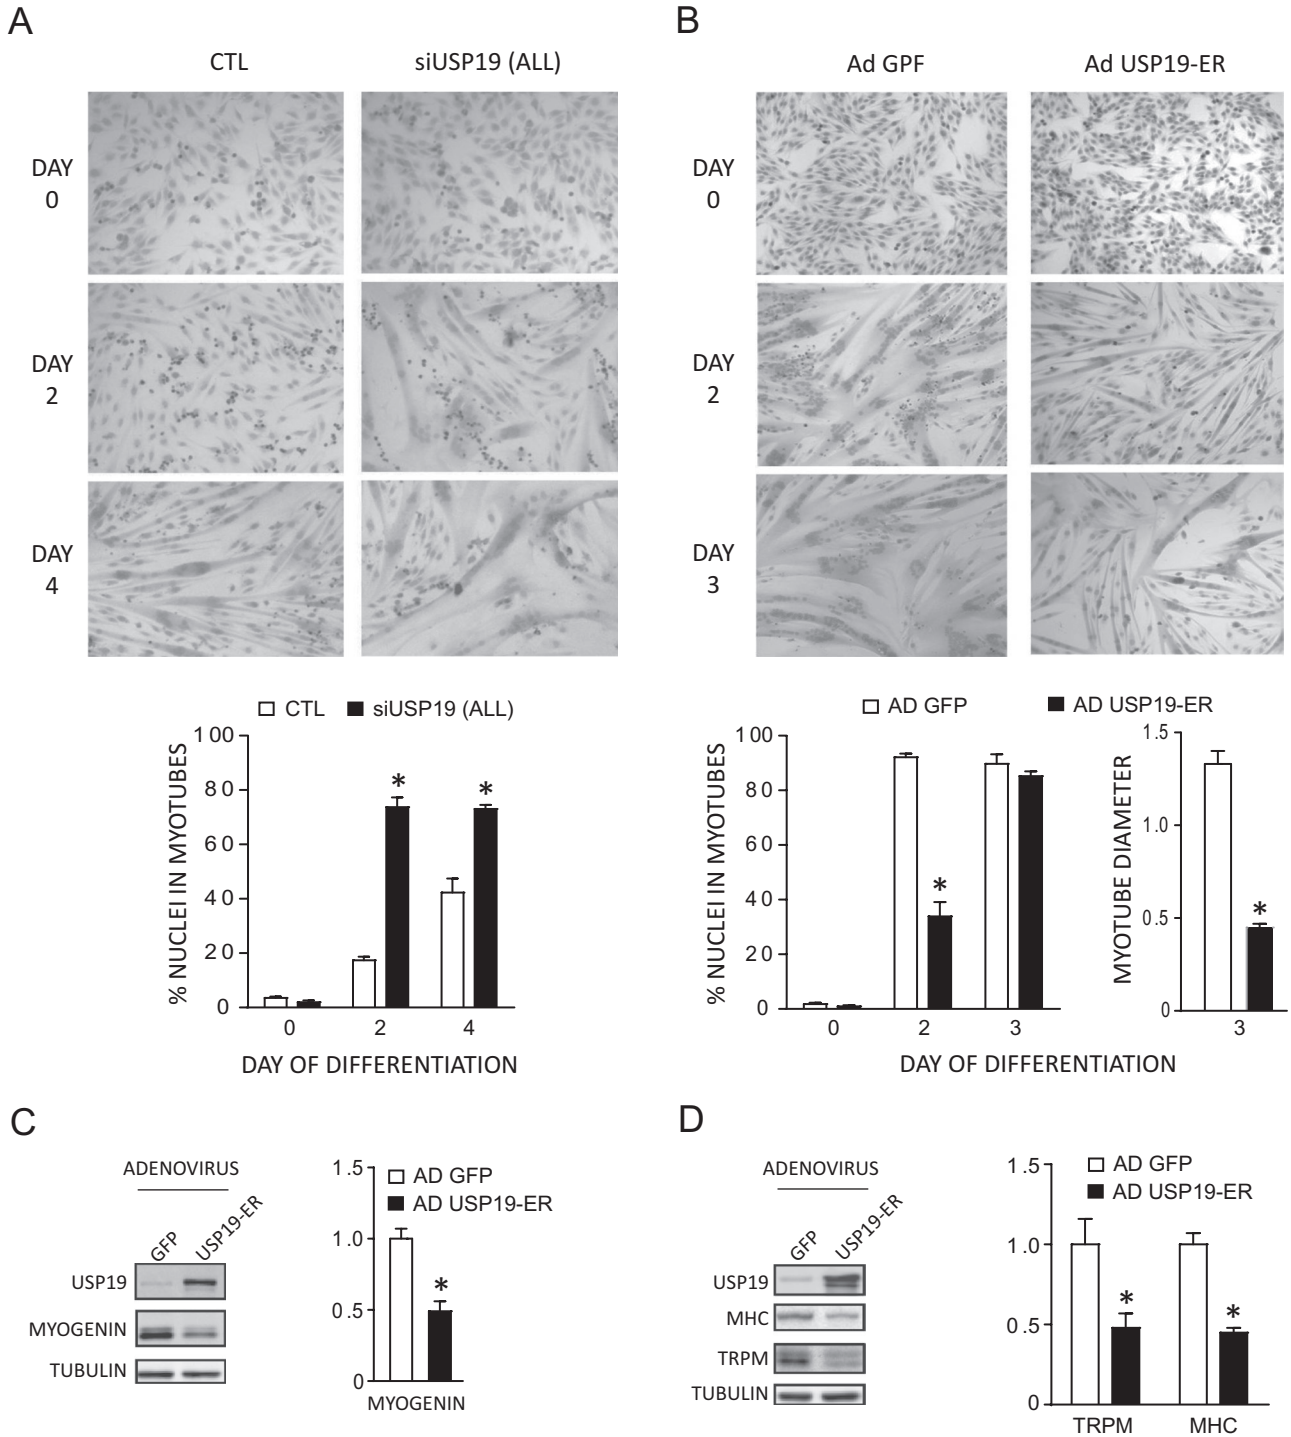 A
CTL
siUSP19 (ALL)
DAY
0
DAY
2
DAY
4
CTL
siUSP19 (ALL)
% NUCLEI IN MYOTUBES
100
80
60
40
20
0
0
2
4
DAY OF DIFFERENTIATION
B
Ad GPF
Ad USP19-ER
DAY
0
DAY
2
DAY
3
AD GFP
AD USP19-ER
% NUCLEI IN MYOTUBES
100
80
60
40
20
0
0
2
3
MYOTUBE DIAMETER
1.5
1.0
0.5
0
3
DAY OF DIFFERENTIATION
* 
*
*
*
C
ADENOVIRUS
GFP
USP19-ER
USP19
MYOGENIN
TUBULIN
1.5
1.0
0.5
0
AD GFP
AD USP19-ER
*
MYOGENIN
D
ADENOVIRUS
GFP
USP19-ER
USP19
MHC
TRPM
TUBULIN
1.5
1.0
0.5
0
AD GFP
AD USP19-ER
*
*
TRPM
MHC